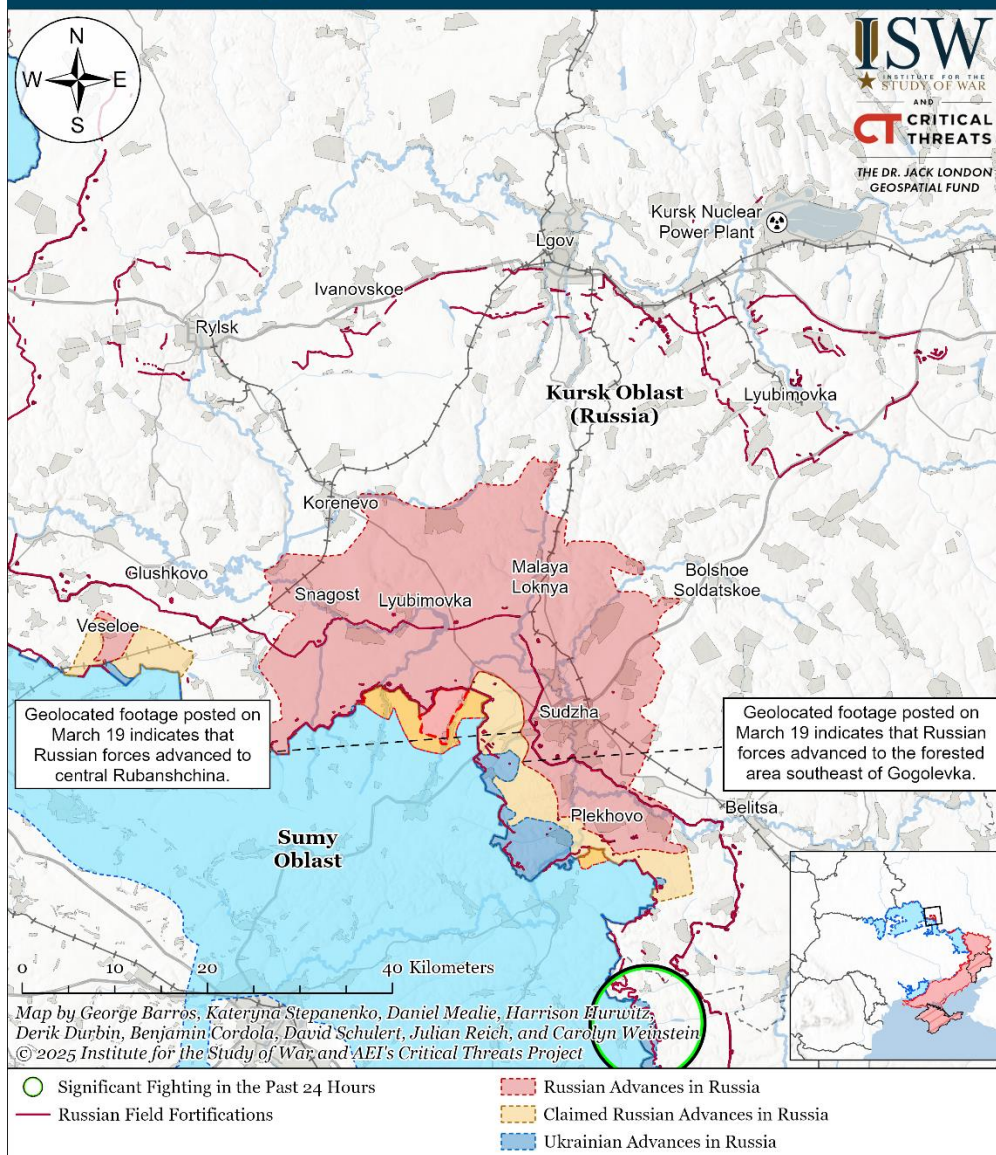 N
W
E
S
ISW
INSTITUTE FOR THE
STUDY OF WAR
AND
CT CRITICAL
THREATS
THE DR. JACK LONDON
GEOSPATIAL FUND
Kursk Nuclear
Power Plant
Lgov
Ivanovskoe
Rylsk
Kursk Oblast
(Russia)
Lyubimovka
Korenevo
Glushkovo
Snagost
Lyubimovka
Malaya
Loknya
Bolshoe
Soldatskoe
Veseloe
Geolocated footage posted on
March 19 indicates that
Russian forces advanced to
central Rubanshchina.
Sudzha
Geolocated footage posted on
March 19 indicates that Russian
forces advanced to the forested
area southeast of Gogolevka.
Plekhovo
Belitsa
Sumy
Oblast
0
10
20
40 Kilometers
Map by George Barros, Kateryna Stepanenko, Daniel Mealie, Harrison Hurwitz,
Derik Durbin, Benjamin Cordola, David Schulert, Julian Reich, and Carolyn Weinstein
© 2025 Institute for the Study of War and AEI's Critical Threats Project
Significant Fighting in the Past 24 Hours
Russian Field Fortifications
Russian Advances in Russia
Claimed Russian Advances in Russia
Ukrainian Advances in Russia